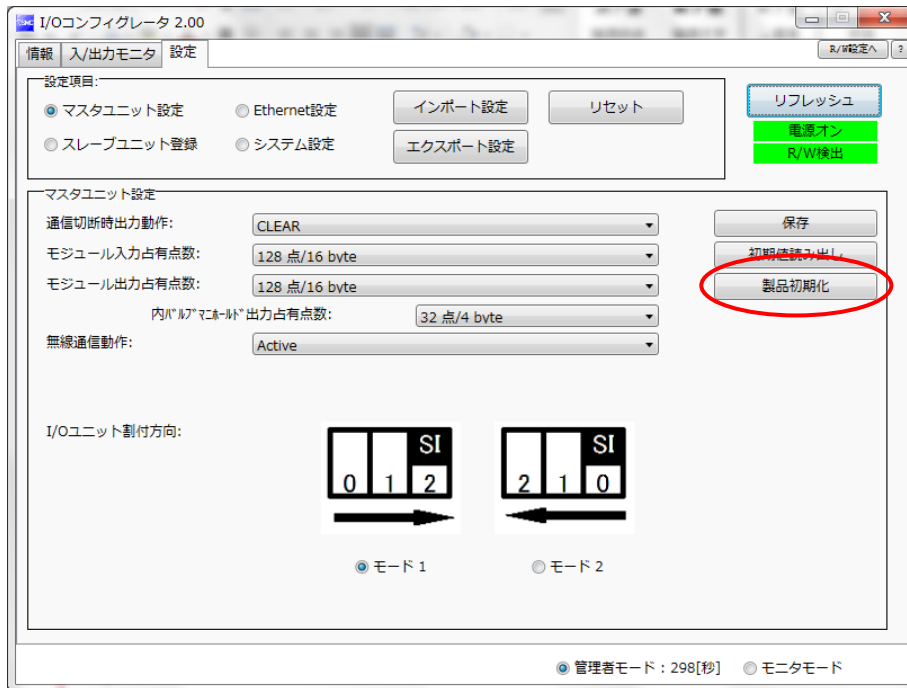 I/Oコンフィグレータ 2.00
情報 入/出力モニタ 設定
R/W設定へ ?
設定項目:
マスタユニット設定 Ethernet設定 インポート設定 リセット リフレッシュ
スレーブユニット登録 システム設定 エクスポート設定 電源オン
R/W検出
マスタユニット設定
通信切断時出力動作: CLEAR 保存
モジュール入力占有点数: 128 点/16 byte 初期値読み出し
モジュール出力占有点数: 128 点/16 byte 製品初期化
内バルブマニホールド出力占有点数: 32 点/4 byte
無線通信動作: Active
I/Oユニット割付方向:
SI SI
0 1 2 2 1 0
モード 1 モード 2
管理者モード：298[秒] モニタモード